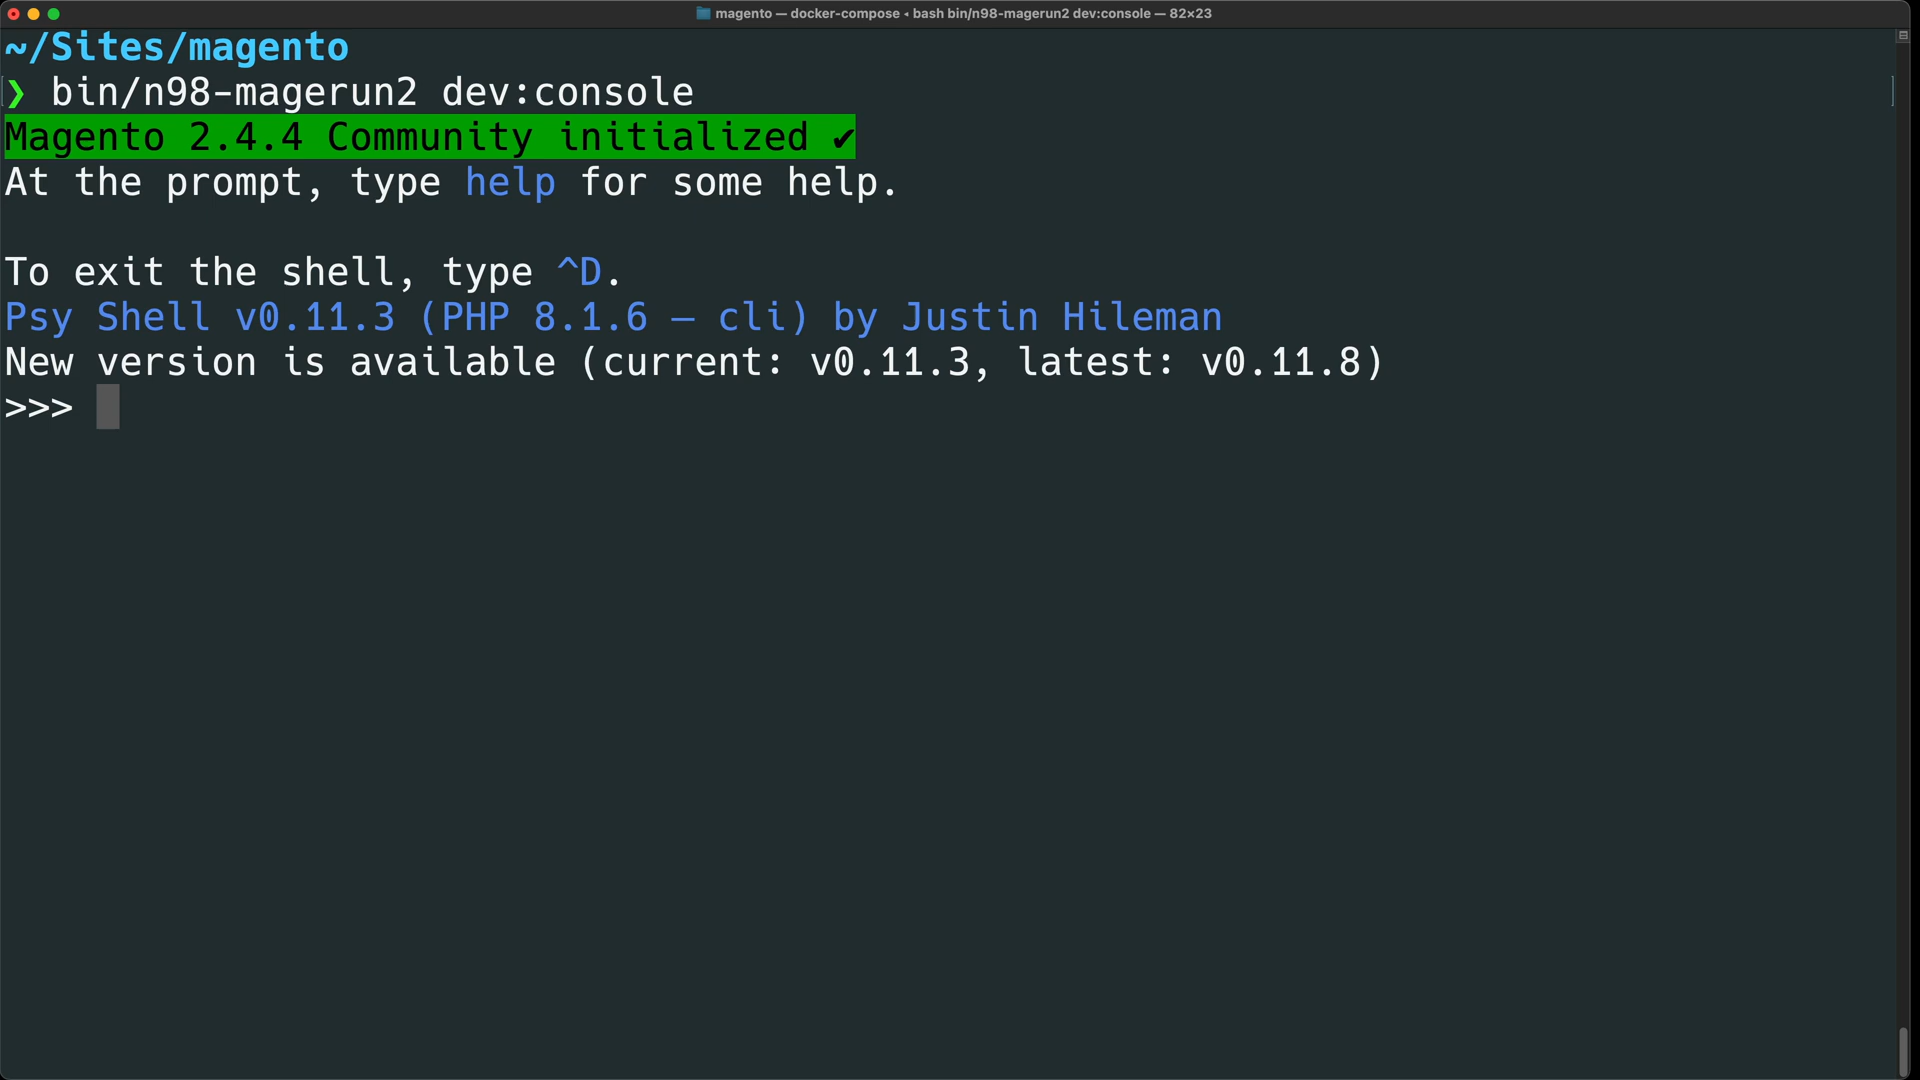 magento — docker-compose ◂ bash bin/n98-magerun2 dev:console — 82×23
~/Sites/magento
❯ bin/n98-magerun2 dev:console
Magento 2.4.4 Community initialized ✔
At the prompt, type help for some help.
To exit the shell, type ^D.
Psy Shell v0.11.3 (PHP 8.1.6 — cli) by Justin Hileman
New version is available (current: v0.11.3, latest: v0.11.8)
>>>